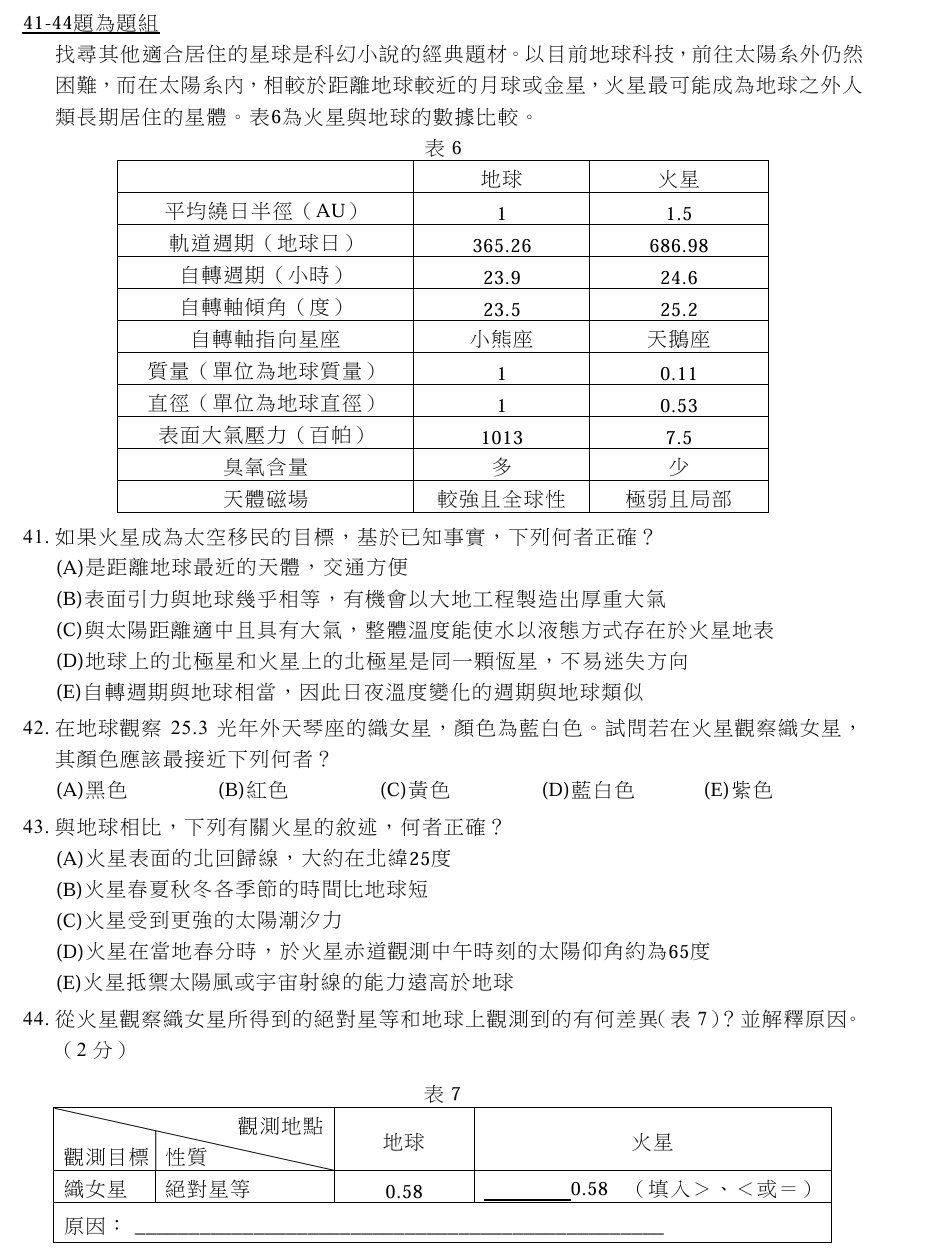 41-44題為題組
找尋其他適合居住的星球是科幻小說的經典題材。以目前地球科技，前往太陽系外仍然
困難，而在太陽系內，相較於距離地球較近的月球或金星，火星最可能成為地球之外人
類長期居住的星體。表6為火星與地球的數據比較。
表 6
地球 火星
平均繞日半徑（AU） 1 1.5
軌道週期（地球日） 365.26 686.98
自轉週期（小時） 23.9 24.6
自轉軸傾角（度） 23.5 25.2
自轉軸指向星座 小熊座 天鵝座
質量（單位為地球質量） 1 0.11
直徑（單位為地球直徑） 1 0.53
表面大氣壓力（百帕） 1013 7.5
臭氧含量 多 少
天體磁場 較強且全球性 極弱且局部
41. 如果火星成為太空移民的目標，基於已知事實，下列何者正確？
(A)是距離地球最近的天體，交通方便
(B)表面引力與地球幾乎相等，有機會以大地工程製造出厚重大氣
(C)與太陽距離適中且具有大氣，整體溫度能使水以液態方式存在於火星地表
(D)地球上的北極星和火星上的北極星是同一顆恆星，不易迷失方向
(E)自轉週期與地球相當，因此日夜溫度變化的週期與地球類似
42. 在地球觀察 25.3 光年外天琴座的織女星，顏色為藍白色。試問若在火星觀察織女星，
其顏色應該最接近下列何者？
(A)黑色 (B)紅色 (C)黃色 (D)藍白色 (E)紫色
43. 與地球相比，下列有關火星的敘述，何者正確？
(A)火星表面的北回歸線，大約在北緯25度
(B)火星春夏秋冬各季節的時間比地球短
(C)火星受到更強的太陽潮汐力
(D)火星在當地春分時，於火星赤道觀測中午時刻的太陽仰角約為65度
(E)火星抵禦太陽風或宇宙射線的能力遠高於地球
44. 從火星觀察織女星所得到的絕對星等和地球上觀測到的有何差異（表 7）？並解釋原因。
（2 分）
表 7
觀測地點 地球 火星
觀測目標 性質
織女星 絕對星等 0.58 ________0.58 （填入＞、＜或＝）
原因：________________________________________________